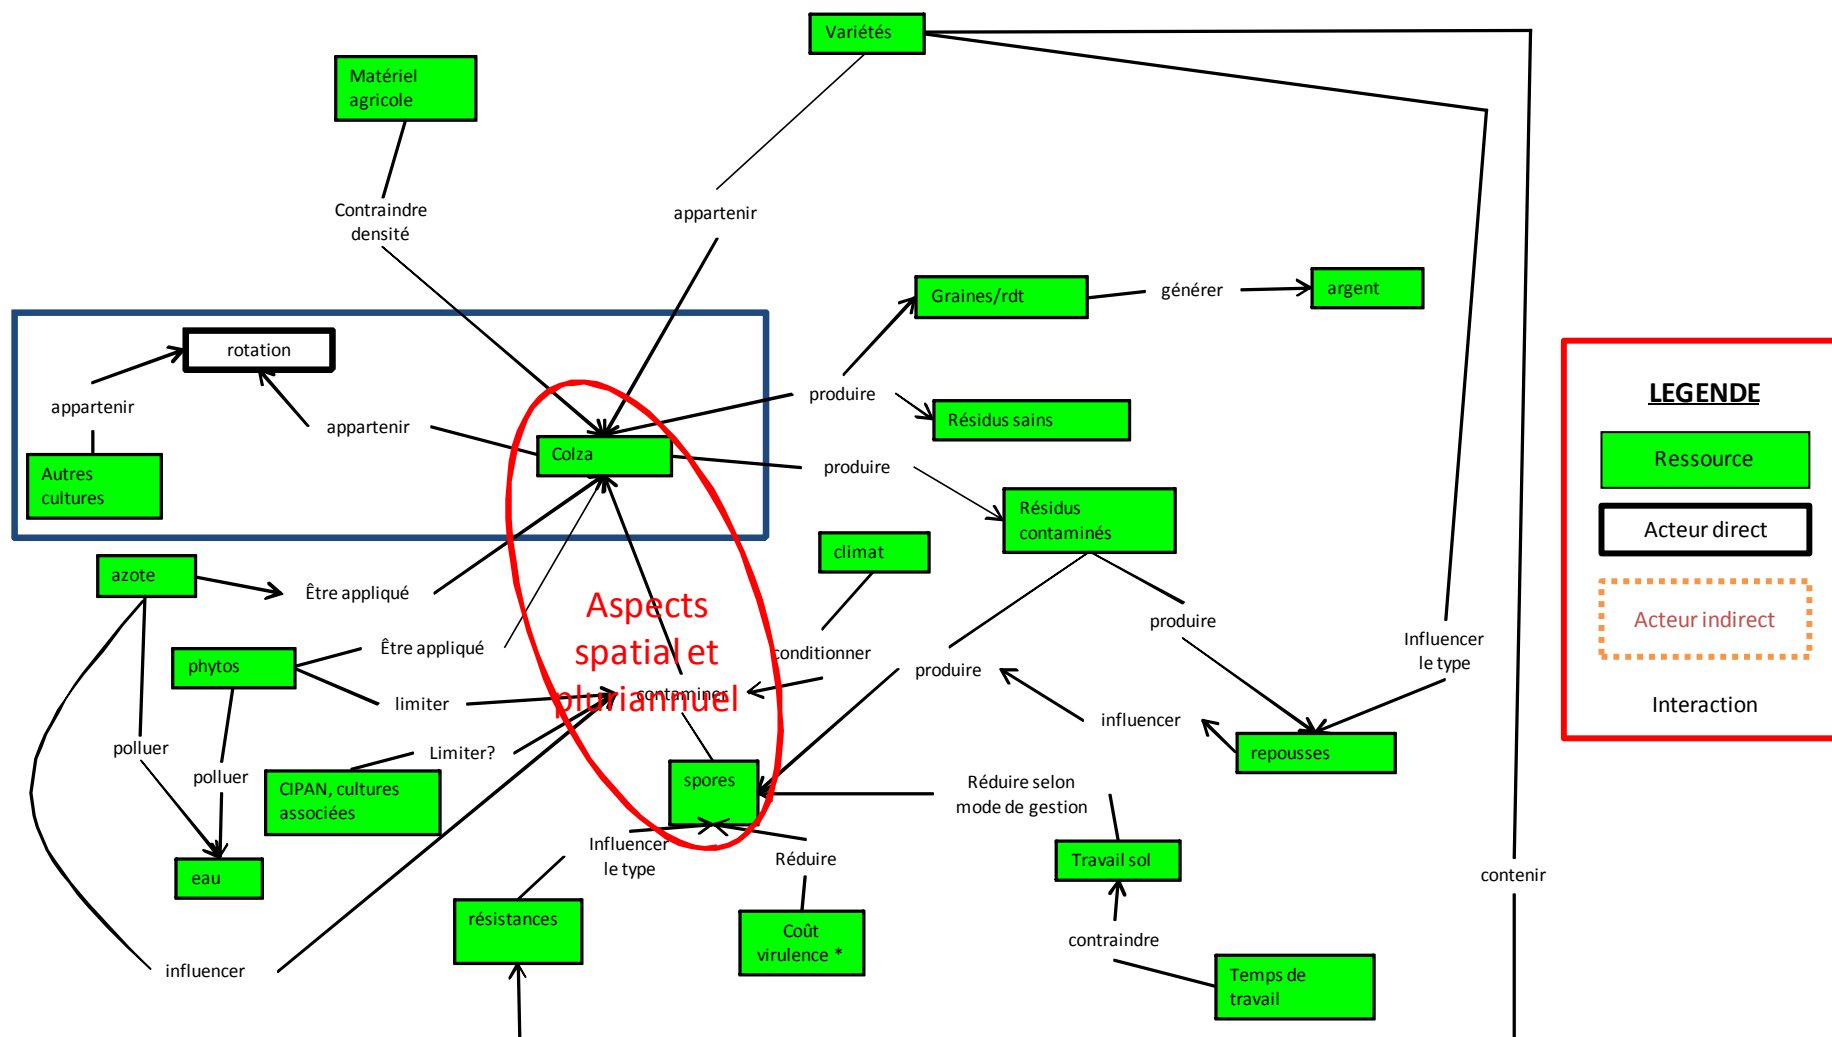 Variétés
Matériel
agricole
Contraindre
densité
appartenir
Graines/rdt
générer
argent
rotation
appartenir
appartenir
produire
Résidus sains
Colza
Autres
cultures
produire
Résidus
contaminés
LEGENDE
Ressource
Acteur direct
Acteur indirect
Interaction
azote
Être appliqué
climat
Aspects
spatial et
pluriannuel
produire
Influencer
le type
phytos
Être appliqué
conditionner
produire
limiter
contaminer
influencer
repousses
polluer
polluer
Limiter?
CIPAN, cultures
associées
spores
Réduire selon
mode de gestion
Influencer
le type
Réduire
Travail sol
eau
contenir
résistances
Coût
virulence *
contraindre
influencer
Temps de
travail